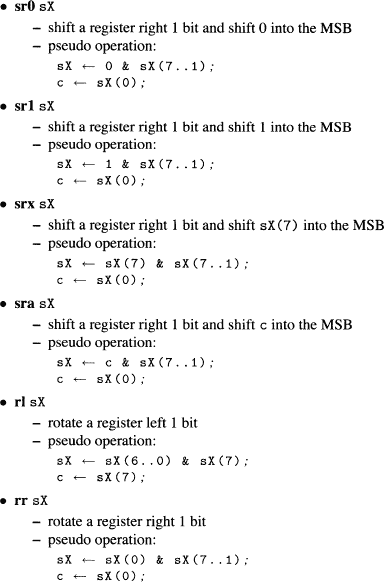 • sr0 sX
– shift a register right 1 bit and shift 0 into the MSB
– pseudo operation:
sX ← 0 & sX(7..1);
c ← sX(0);
• sr1 sX
– shift a register right 1 bit and shift 1 into the MSB
– pseudo operation:
sX ← 1 & sX(7..1);
c ← sX(0);
• srx sX
– shift a register right 1 bit and shift sX(7) into the MSB
– pseudo operation:
sX ← sX(7) & sX(7..1);
c ← sX(0);
• sra sX
– shift a register right 1 bit and shift c into the MSB
– pseudo operation:
sX ← c & sX(7..1);
c ← sX(0);
• rl sX
– rotate a register left 1 bit
– pseudo operation:
sX ← sX(6..0) & sX(7);
c ← sX(7);
• rr sX
– rotate a register right 1 bit
– pseudo operation:
sX ← sX(0) & sX(7..1);
c ← sX(0);